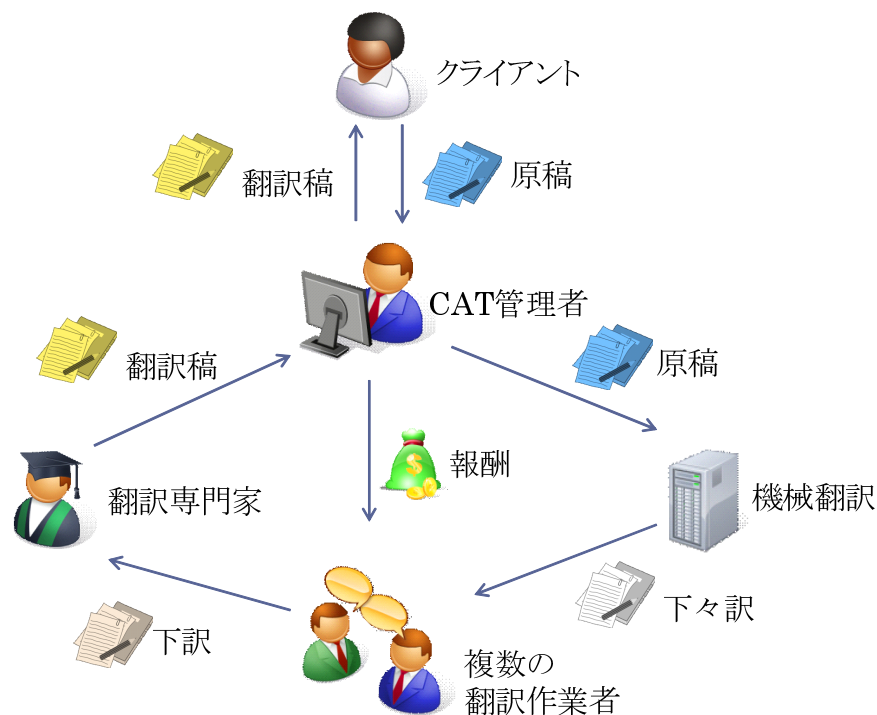 クライアント
翻訳稿
原稿
CAT管理者
翻訳稿
原稿
報酬
翻訳専門家
機械翻訳
下々訳
下訳
複数の
翻訳作業者